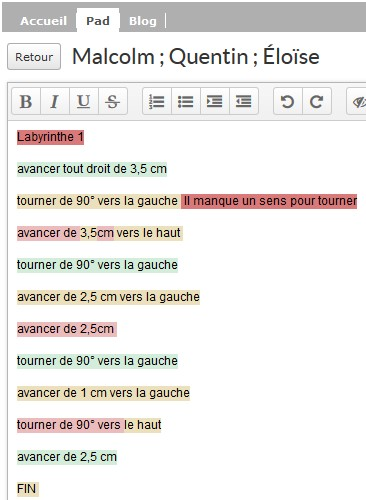 Accueil Pad Blog
Retour Malcolm ; Quentin ; Éloïse
B I U S
Labyrinthe 1
avancer tout droit de 3,5 cm
tourner de 90° vers la gauche Il manque un sens pour tourner
avancer de 3,5cm vers le haut
tourner de 90° vers la gauche
avancer de 2,5 cm vers la gauche
avancer de 2,5cm
tourner de 90° vers la gauche
avancer de 1 cm vers la gauche
tourner de 90° vers le haut
avancer de 2,5 cm
FIN